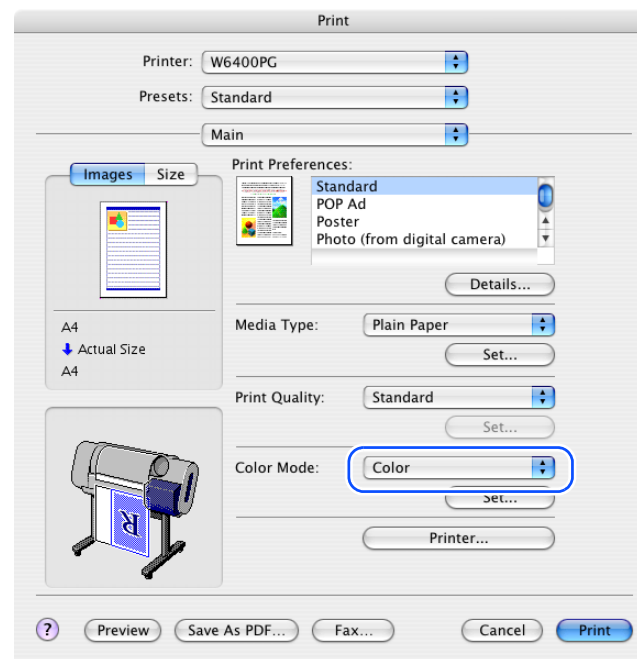 Print
Printer: W6400PG
Presets: Standard
Main
Images Size
A4
Actual Size
A4
Print Preferences:
Standard
POP Ad
Poster
Photo (from digital camera)
Details...
Media Type: Plain Paper
Set...
Print Quality: Standard
Set...
Color Mode: Color
Set...
Printer...
R
? Preview Save As PDF... Fax... Cancel Print